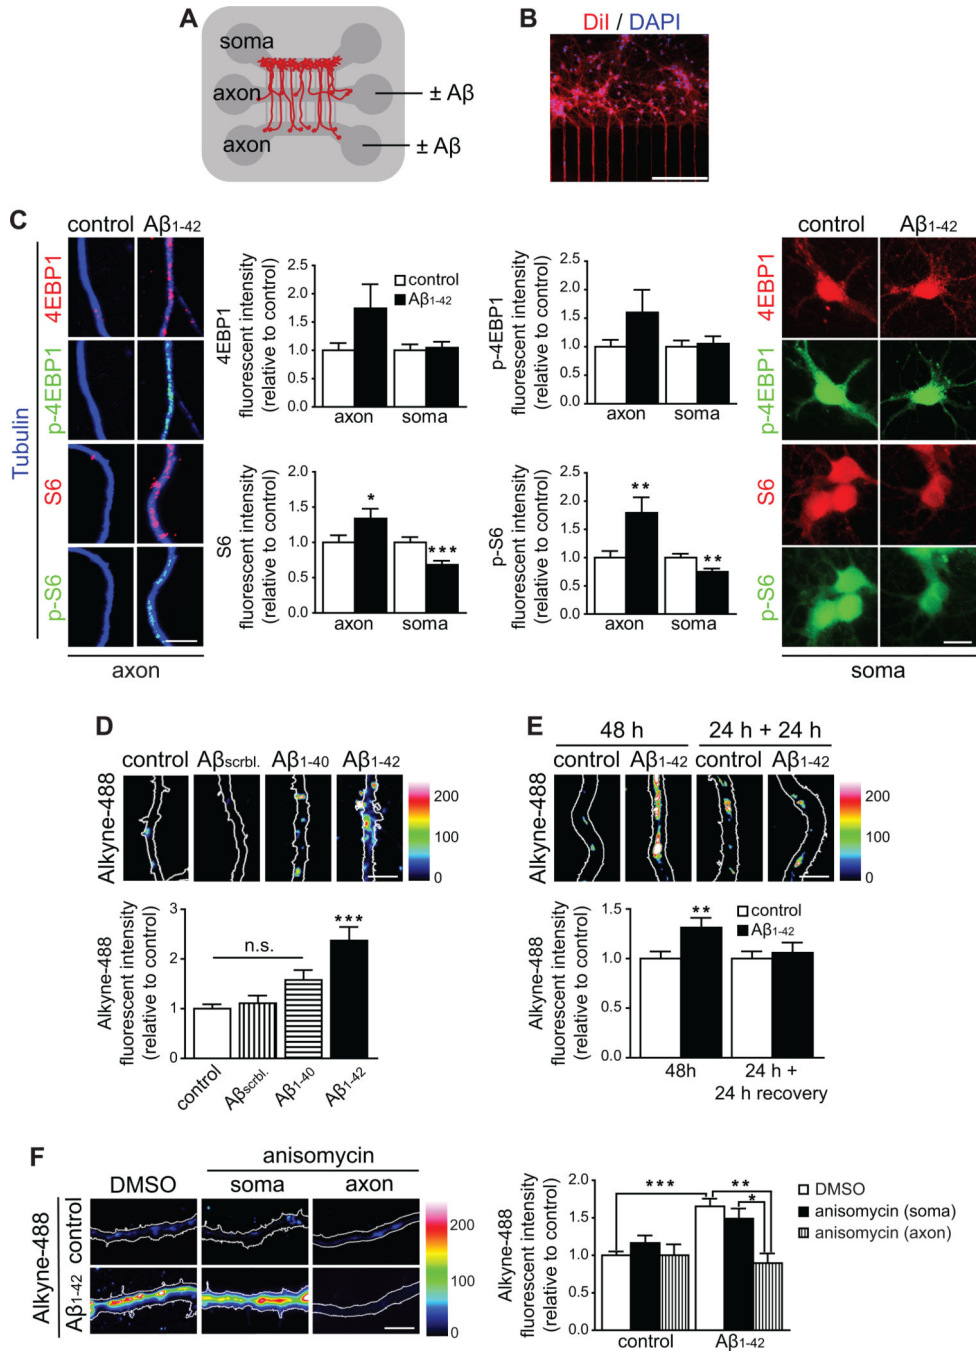 A
soma
axon
± Aβ
axon
± Aβ
B
DiI / DAPI
C
control Aβ1-42
Tubulin
4EBP1
p-4EBP1
S6
p-S6
axon
4EBP1
fluorescent intensity
(relative to control)
2.5
2.0
1.5
1.0
0.5
0.0
control
Aβ1-42
axon soma
p-4EBP1
fluorescent intensity
(relative to control)
2.5
2.0
1.5
1.0
0.5
0.0
axon soma
S6
fluorescent intensity
(relative to control)
2.5
2.0
1.5
1.0
0.5
0.0
*
***
axon soma
p-S6
fluorescent intensity
(relative to control)
2.5
2.0
1.5
1.0
0.5
0.0
**
**
axon soma
control Aβ1-42
4EBP1
p-4EBP1
S6
p-S6
soma
D
control Aβscrbl. Aβ1-40 Aβ1-42
Alkyne-488
200
100
0
Alkyne-488
fluorescent intensity
(relative to control)
3
2
1
0
n.s.
***
control Aβscrbl. Aβ1-40 Aβ1-42
E
48 h 24 h + 24 h
control Aβ1-42 control Aβ1-42
Alkyne-488
200
100
0
Alkyne-488
fluorescent intensity
(relative to control)
1.5
1.0
0.5
0.0
**
control
Aβ1-42
48h 24 h +
24 h recovery
F
anisomycin
DMSO soma axon
Alkyne-488
control
Aβ1-42
200
100
0
Alkyne-488
fluorescent intensity
(relative to control)
2.0
1.5
1.0
0.5
0.0
*** **
*
DMSO
anisomycin (soma)
anisomycin (axon)
control Aβ1-42